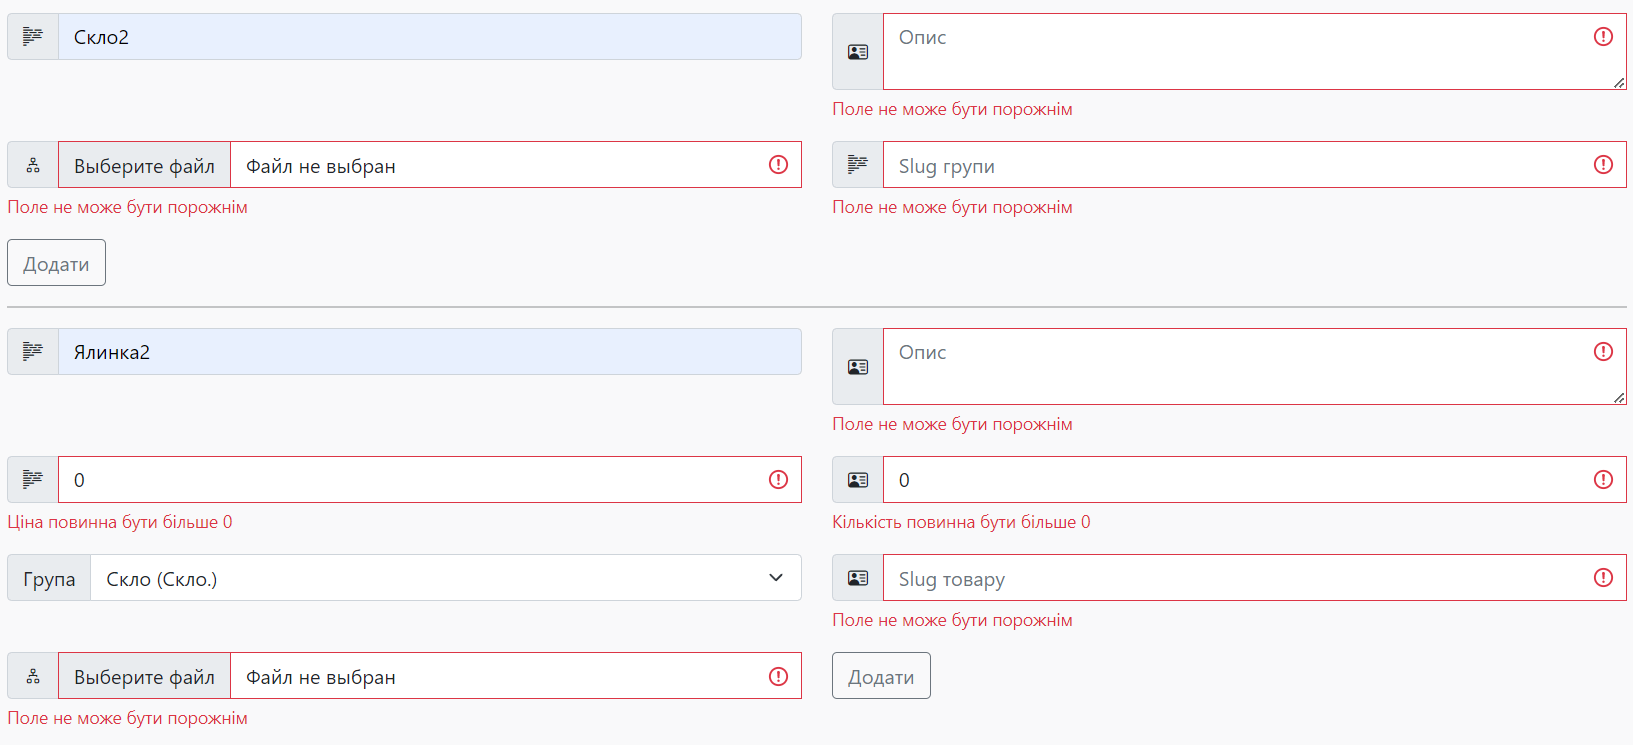 Скло2
Опис
Поле не може бути порожнім
Выберите файл Файл не выбран
Slug групи
Поле не може бути порожнім
Поле не може бути порожнім
Додати
Ялинка2
Опис
Поле не може бути порожнім
0
0
Ціна повинна бути більше 0
Кількість повинна бути більше 0
Група Скло (Скло.)
Slug товару
Поле не може бути порожнім
Выберите файл Файл не выбран
Додати
Поле не може бути порожнім